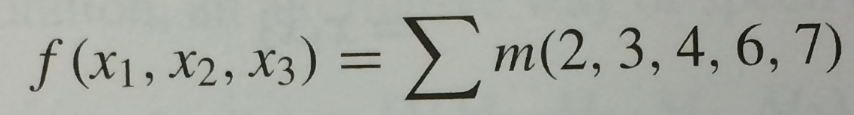 f(x₁, x₂, x₃) = ∑ m(2, 3, 4, 6, 7)